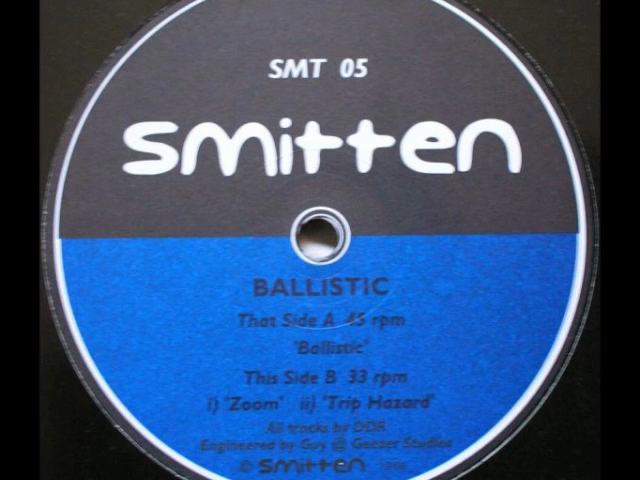 SMT 05
smitten
BALLISTIC
That Side A 45 rpm
'Ballistic'
This Side B 33 rpm
i) 'Zoom' ii) 'Trip Hazard'
All tracks by DDR
Engineered by Guy @ Geezer Studios
© smitten